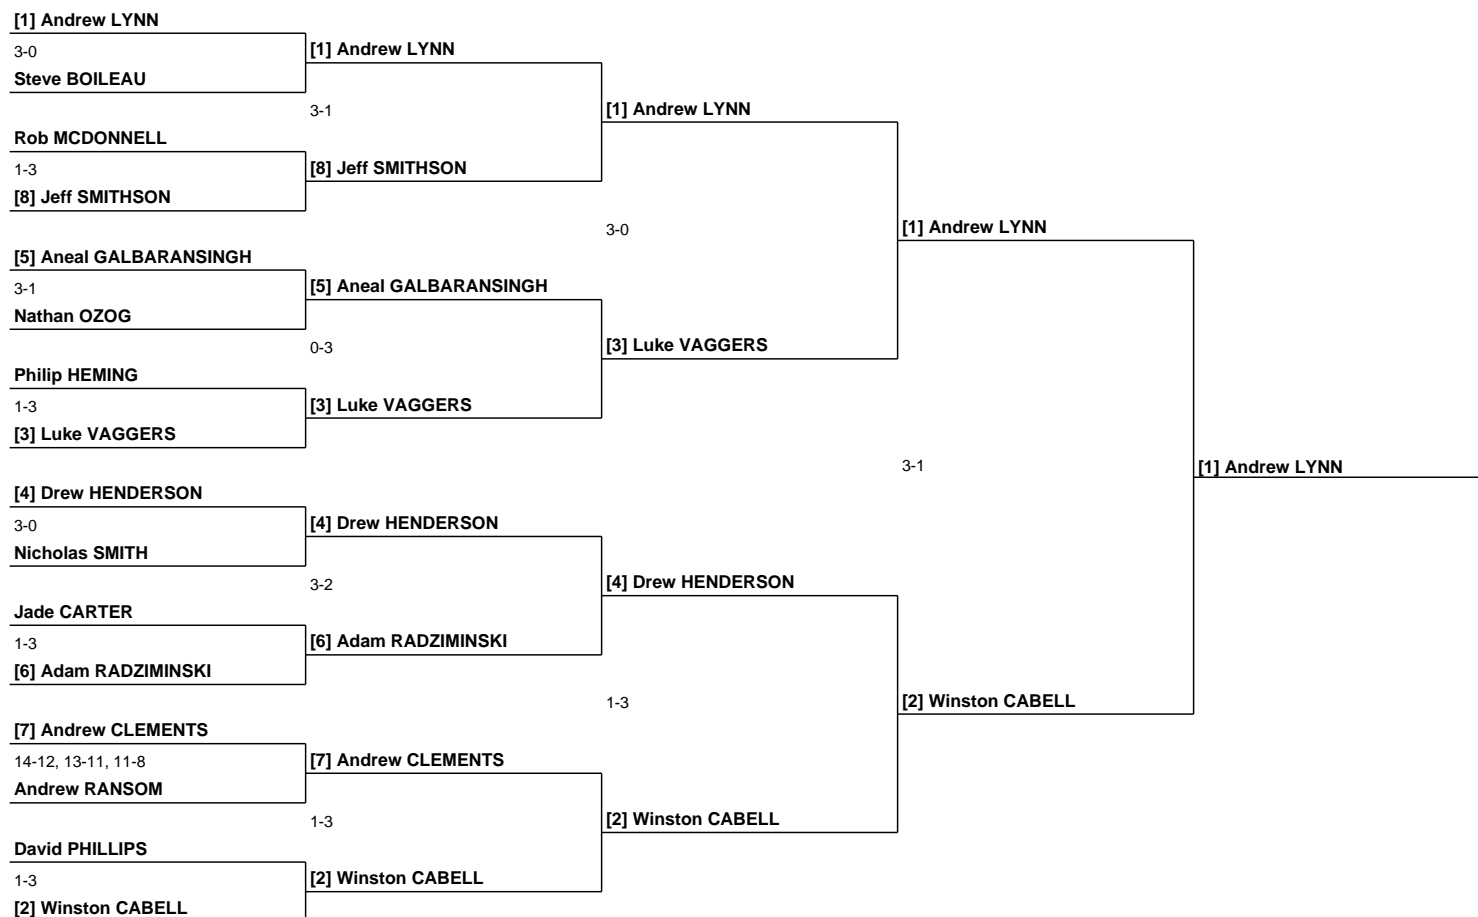 [1] Andrew LYNN
3-0
Steve BOILEAU
Rob MCDONNELL
1-3
[8] Jeff SMITHSON
[5] Aneal GALBARANSINGH
3-1
Nathan OZOG
Philip HEMING
1-3
[3] Luke VAGGERS
[4] Drew HENDERSON
3-0
Nicholas SMITH
Jade CARTER
1-3
[6] Adam RADZIMINSKI
[7] Andrew CLEMENTS
14-12, 13-11, 11-8
Andrew RANSOM
David PHILLIPS
1-3
[2] Winston CABELL
[1] Andrew LYNN
3-1
[8] Jeff SMITHSON
[5] Aneal GALBARANSINGH
0-3
[3] Luke VAGGERS
[4] Drew HENDERSON
3-2
[6] Adam RADZIMINSKI
[7] Andrew CLEMENTS
1-3
[2] Winston CABELL
[1] Andrew LYNN
3-0
[3] Luke VAGGERS
[4] Drew HENDERSON
1-3
[2] Winston CABELL
[1] Andrew LYNN
3-1
[2] Winston CABELL
[1] Andrew LYNN